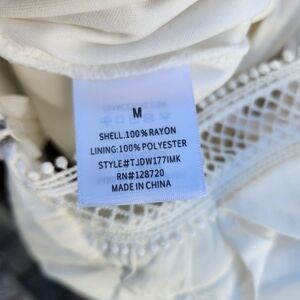 M
SHELL.100%RAYON
LINING:100% POLYESTER
STYLE#TJDW177IMK
RN#128720
MADE IN CHINA